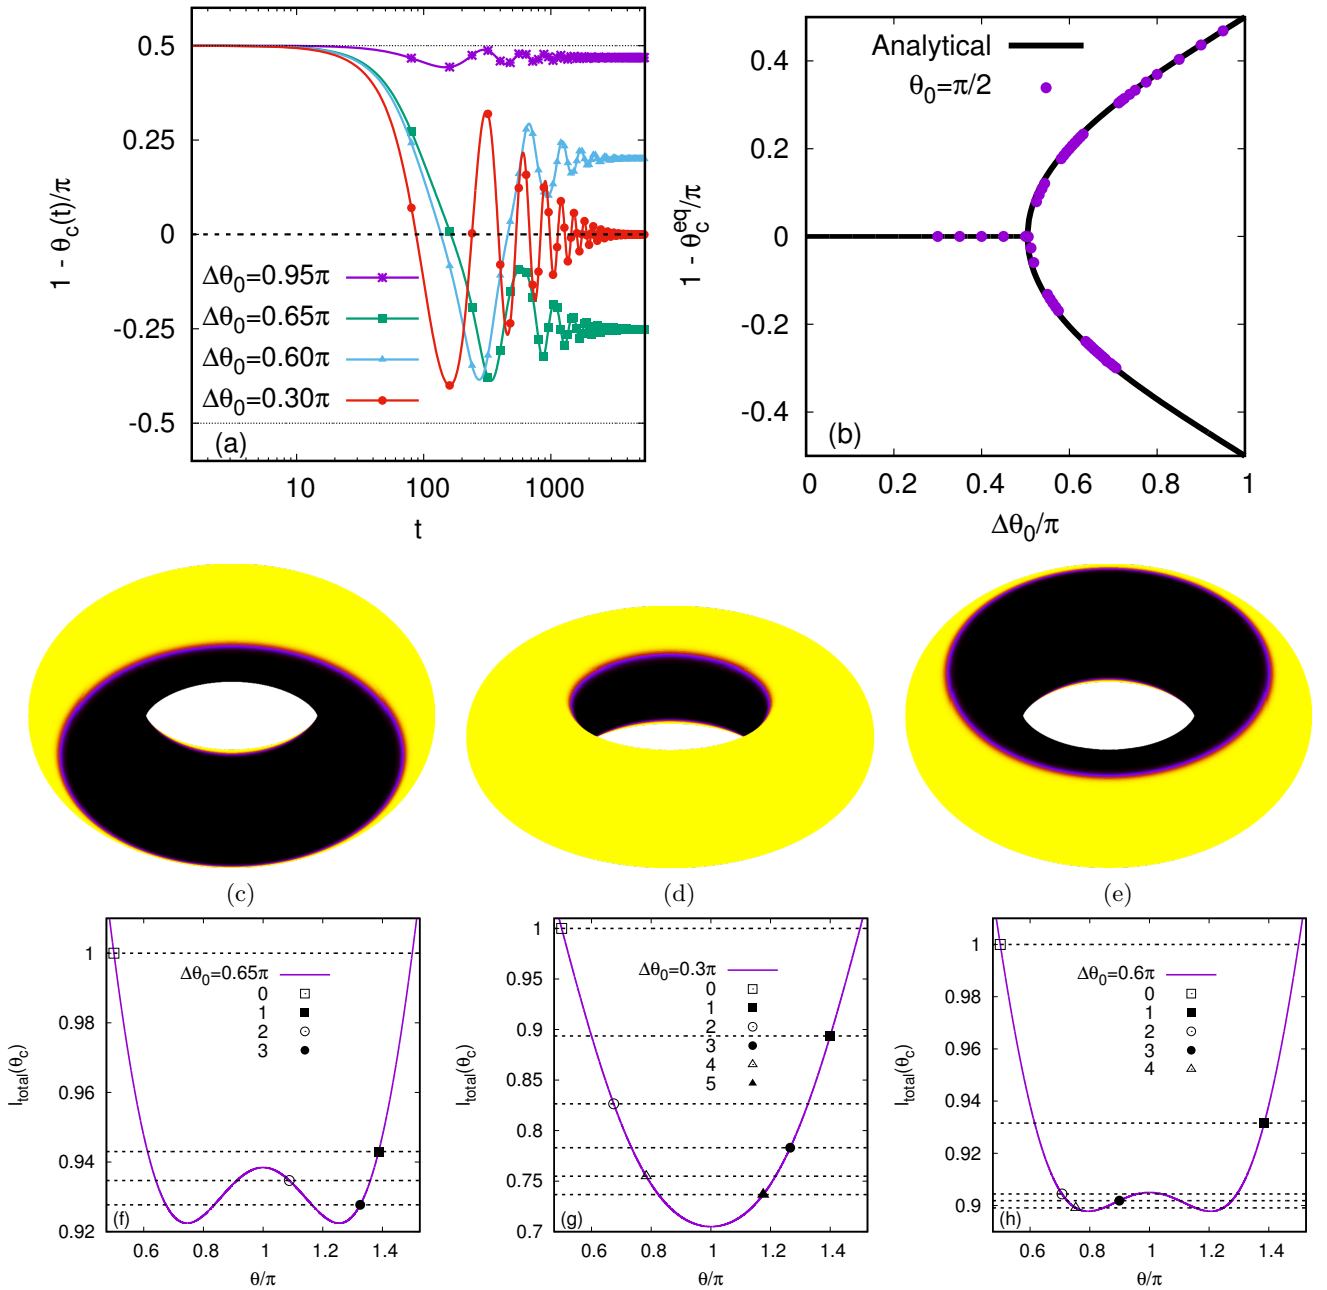 0.5
0.25
0
-0.25
-0.5
1 - θc(t)/π
Δθ0=0.95π
Δθ0=0.65π
Δθ0=0.60π
Δθ0=0.30π
(a)
10 100 1000
t
0.4
0.2
0
-0.2
-0.4
1 - θc^eq/π
Analytical
θ0=π/2
(b)
0 0.2 0.4 0.6 0.8 1
Δθ0/π
(c) (d) (e)
1
0.98
0.96
0.94
0.92
Itotal(θc)
Δθ0=0.65π
0
1
2
3
(f)
0.6 0.8 1 1.2 1.4
θ/π
1
0.95
0.9
0.85
0.8
0.75
0.7
Itotal(θc)
Δθ0=0.3π
0
1
2
3
4
5
(g)
0.6 0.8 1 1.2 1.4
θ/π
1
0.98
0.96
0.94
0.92
0.9
Itotal(θc)
Δθ0=0.6π
0
1
2
3
4
(h)
0.6 0.8 1 1.2 1.4
θ/π